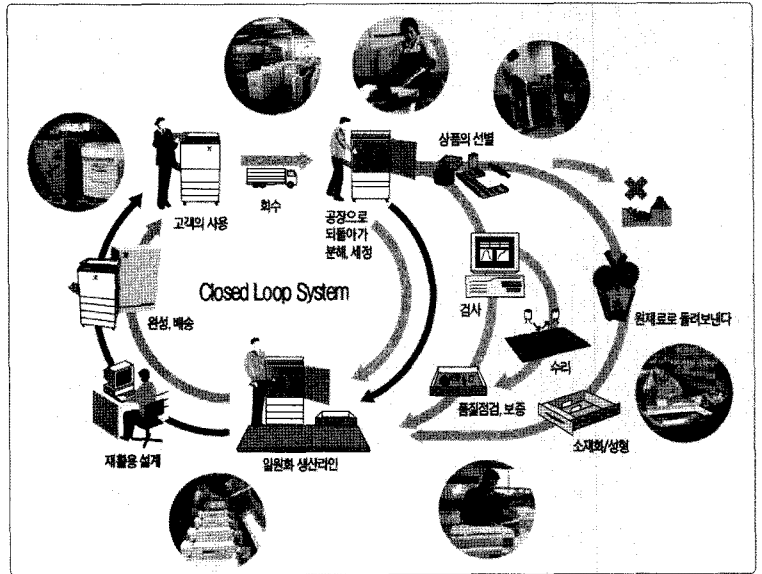 상품의 선별
고객의 사용
회수
공장으로
되돌아가
분해, 세정
Closed Loop System
검사
원재료로 돌려보낸다
완성, 배송
수리
품질점검, 보증
소재화/성형
재활용 설계
일원화 생산라인